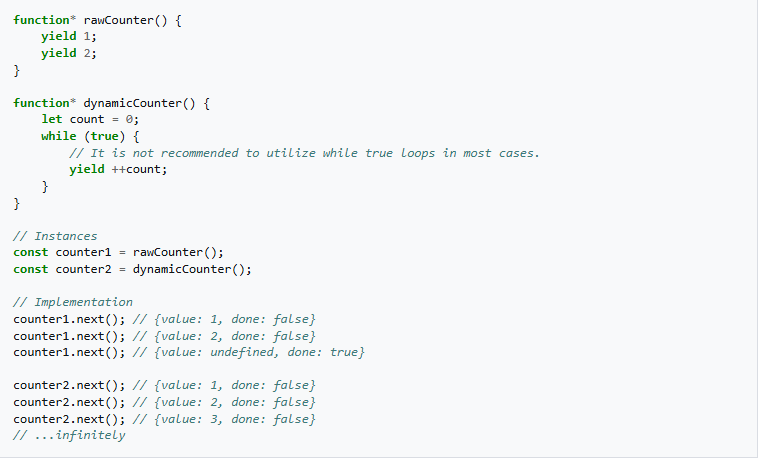 function* rawCounter() {
    yield 1;
    yield 2;
}

function* dynamicCounter() {
    let count = 0;
    while (true) {
        // It is not recommended to utilize while true loops in most cases.
        yield ++count;
    }
}

// Instances
const counter1 = rawCounter();
const counter2 = dynamicCounter();

// Implementation
counter1.next(); // {value: 1, done: false}
counter1.next(); // {value: 2, done: false}
counter1.next(); // {value: undefined, done: true}

counter2.next(); // {value: 1, done: false}
counter2.next(); // {value: 2, done: false}
counter2.next(); // {value: 3, done: false}
// ...infinitely